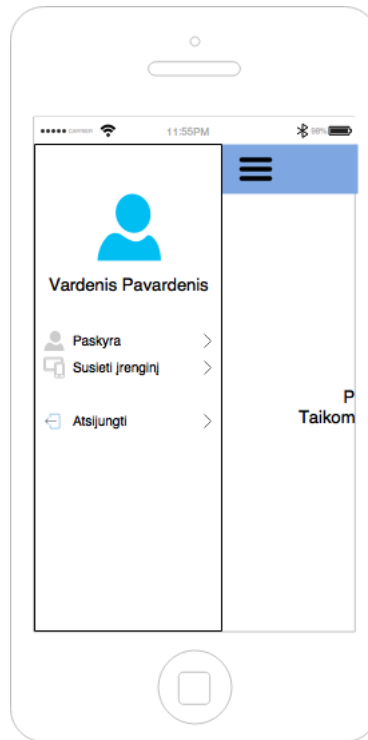 CARRIER 11:55PM 98%
Vardenis Pavardenis
Paskyra
Susieti įrenginį
Atsijungti
P
Taikom